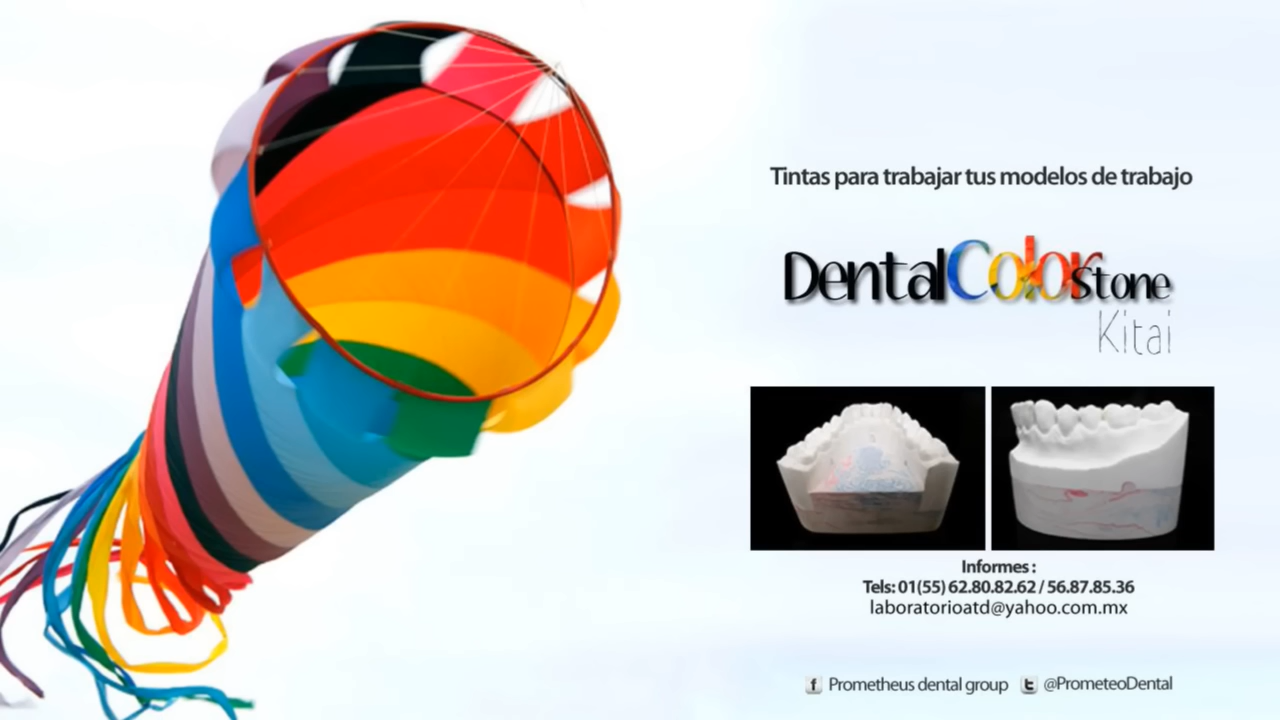 Tintas para trabajar tus modelos de trabajo
DentalColorstone
Kitai
Informes :
Tels: 01(55) 62.80.82.62 / 56.87.85.36
laboratorioatd@yahoo.com.mx
f Prometheus dental group t @PrometeoDental